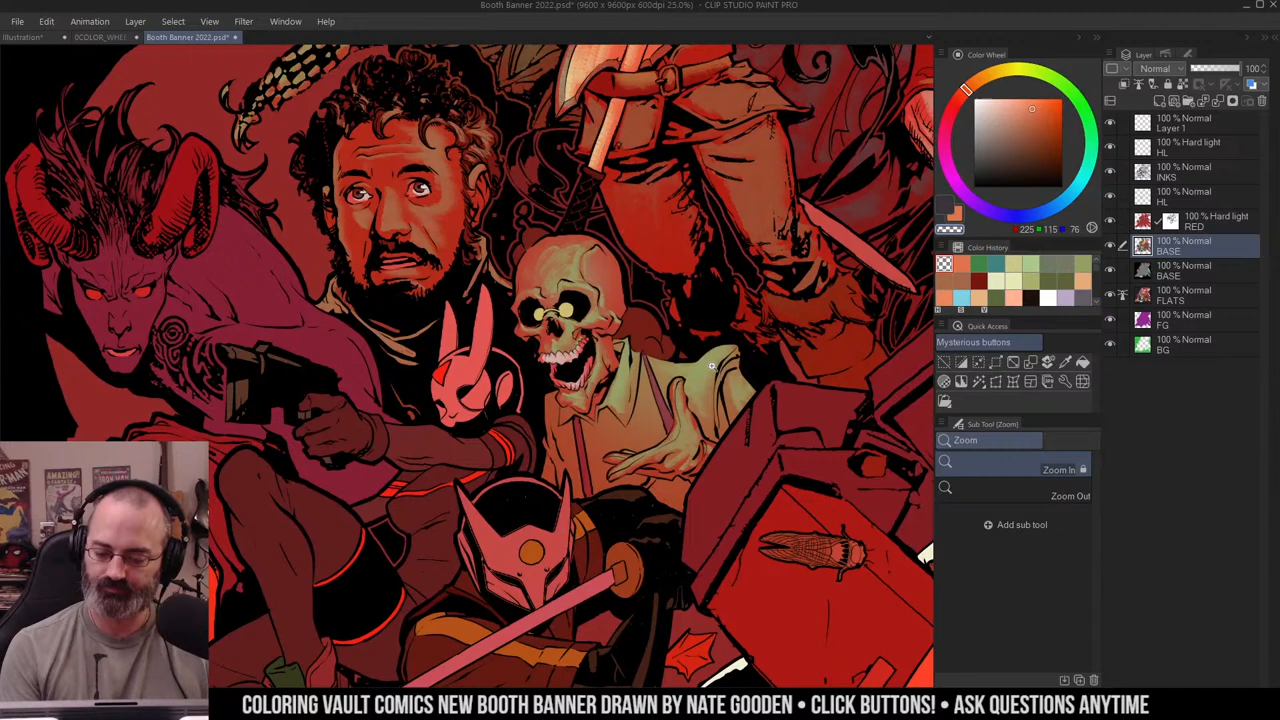 Booth Banner 2022.psd* (9600 x 9600px 600dpi 25.0%) - CLIP STUDIO PAINT PRO
File Edit Animation Layer Select View Filter Window Help
Illustration* 0COLOR_WHEE Booth Banner 2022.psd*
Color Wheel
225 115 76
Color History
H S V
Quick Access
Mysterious buttons
Sub Tool [Zoom]
Zoom
Zoom In
Zoom Out
Add sub tool
Layer
Normal 100
100 % Normal
Layer 1
100 % Hard light
HL
100 % Normal
INKS
100 % Normal
HL
100 % Hard light
RED
100 % Normal
BASE
100 % Normal
BASE
100 % Normal
FLATS
100 % Normal
FG
100 % Normal
BG
AMAZING
COLORING VAULT COMICS NEW BOOTH BANNER DRAWN BY NATE GOODEN • CLICK BUTTONS! • ASK QUESTIONS ANYTIME